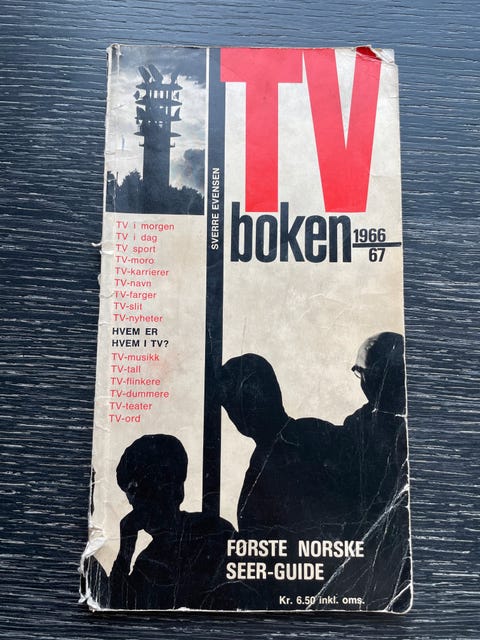 TV
boken 1966
67
SVERRE EVENSEN
TV i morgen
TV i dag
TV sport
TV-moro
TV-karrierer
TV-navn
TV-farger
TV-slit
TV-nyheter
HVEM ER
HVEM I TV?
TV-musikk
TV-tall
TV-flinkere
TV-dummere
TV-teater
TV-ord
FØRSTE NORSKE
SEER-GUIDE
Kr. 6.50 inkl. oms.